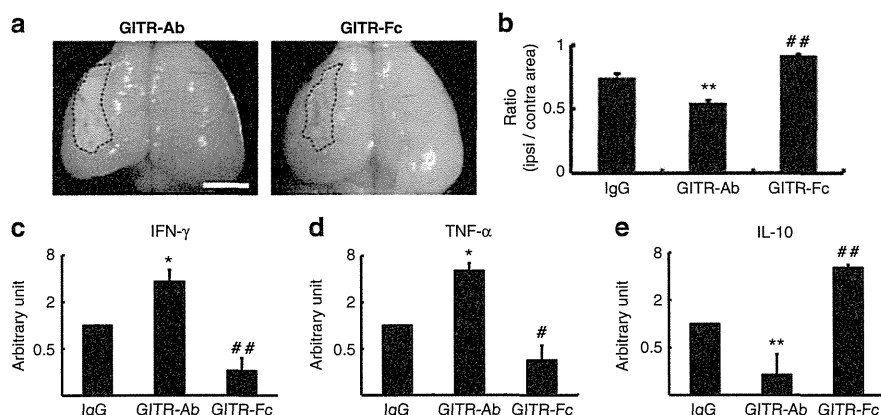 a
GITR-Ab
GITR-Fc
b
1
0.5
0
Ratio
(ipsi / contra area)
**
##
IgG
GITR-Ab
GITR-Fc
c
IFN-γ
Arbitrary unit
8
2
0.5
*
##
IgG
GITR-Ab
GITR-Fc
d
TNF-α
Arbitrary unit
8
2
0.5
*
#
IgG
GITR-Ab
GITR-Fc
e
IL-10
Arbitrary unit
8
2
0.5
**
##
IgG
GITR-Ab
GITR-Fc